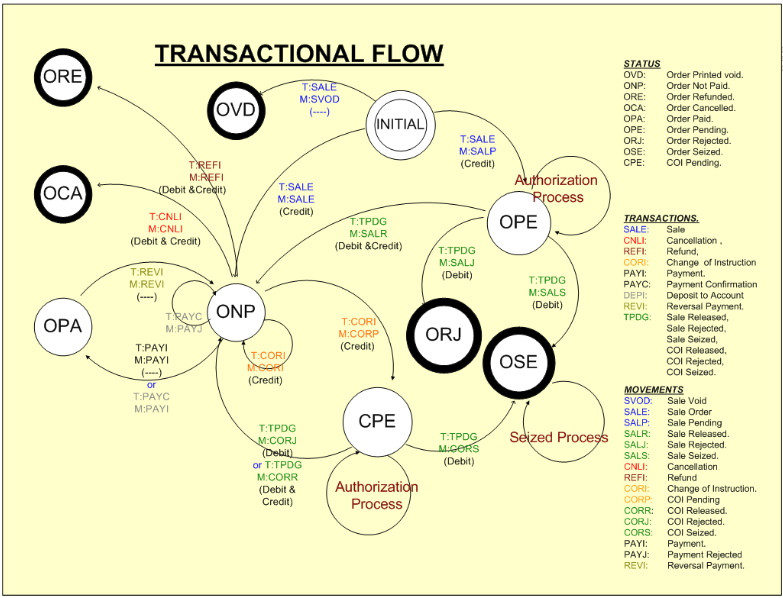 TRANSACTIONAL FLOW
ORE
OVD
INITIAL
OCA
OPE
OPA
ONP
ORJ
OSE
CPE
T:SALE
M:SVOD
(----)
T:SALE
M:SALP
(Credit)
T:REFI
M:REFI
(Debit &Credit)
T:SALE
M:SALE
(Credit)
Authorization
Process
T:CNLI
M:CNLI
(Debit & Credit)
T:TPDG
M:SALR
(Debit &Credit)
T:TPDG
M:SALJ
(Debit)
T:TPDG
M:SALS
(Debit)
T:REVI
M:REVI
(----)
T:PAYC
M:PAYJ
T:PAYI
M:PAYI
(----)
or
T:PAYC
M:PAYI
T:CORI
M:CORI
(Credit)
T:CORI
M:CORP
(Credit)
T:TPDG
M:CORJ
(Debit)
or T:TPDG
M:CORR
(Debit &
Credit)
T:TPDG
M:CORS
(Debit)
Seized Process
Authorization
Process
STATUS
OVD: Order Printed void.
ONP: Order Not Paid.
ORE: Order Refunded.
OCA: Order Cancelled.
OPA: Order Paid.
OPE: Order Pending.
ORJ: Order Rejected.
OSE: Order Seized.
CPE: COI Pending.
TRANSACTIONS.
SALE: Sale
CNLI: Cancellation ,
REFI: Refund,
CORI: Change of Instruction
PAYI: Payment.
PAYC: Payment Confirmation
DEPI: Deposit to Account
REVI: Reversal Payment.
TPDG: Sale Released,
Sale Rejected,
Sale Seized,
COI Released,
COI Rejected,
COI Seized.
MOVEMENTS
SVOD: Sale Void
SALE: Sale Order
SALP: Sale Pending
SALR: Sale Released.
SALJ: Sale Rejected.
SALS: Sale Seized.
CNLI: Cancellation
REFI: Refund
CORI: Change of Instruction.
CORP: COI Pending
CORR: COI Released.
CORJ: COI Rejected.
CORS: COI Seized.
PAYI: Payment.
PAYJ: Payment Rejected
REVI: Reversal Payment.